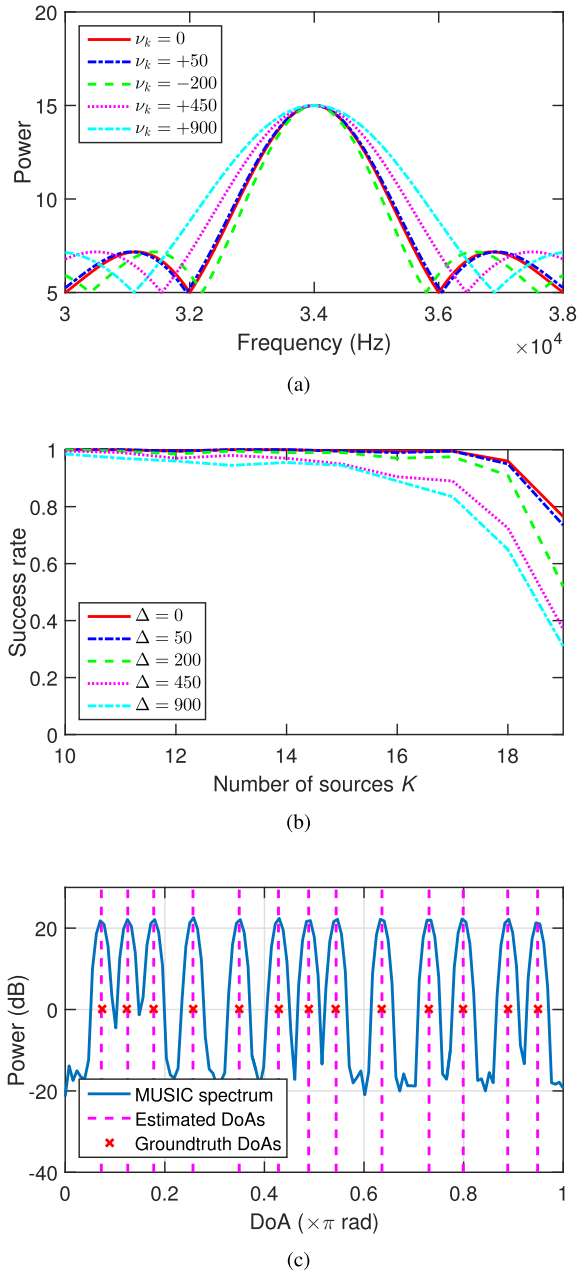 20
15
10
5
Power
ν_k = 0
ν_k = +50
ν_k = −200
ν_k = +450
ν_k = +900
3 3.2 3.4 3.6 3.8
Frequency (Hz)
×10^4
(a)
1
0.8
0.6
0.4
0.2
0
Success rate
Δ = 0
Δ = 50
Δ = 200
Δ = 450
Δ = 900
10 12 14 16 18
Number of sources K
(b)
20
0
-20
-40
Power (dB)
MUSIC spectrum
Estimated DoAs
Groundtruth DoAs
0 0.2 0.4 0.6 0.8 1
DoA (×π rad)
(c)